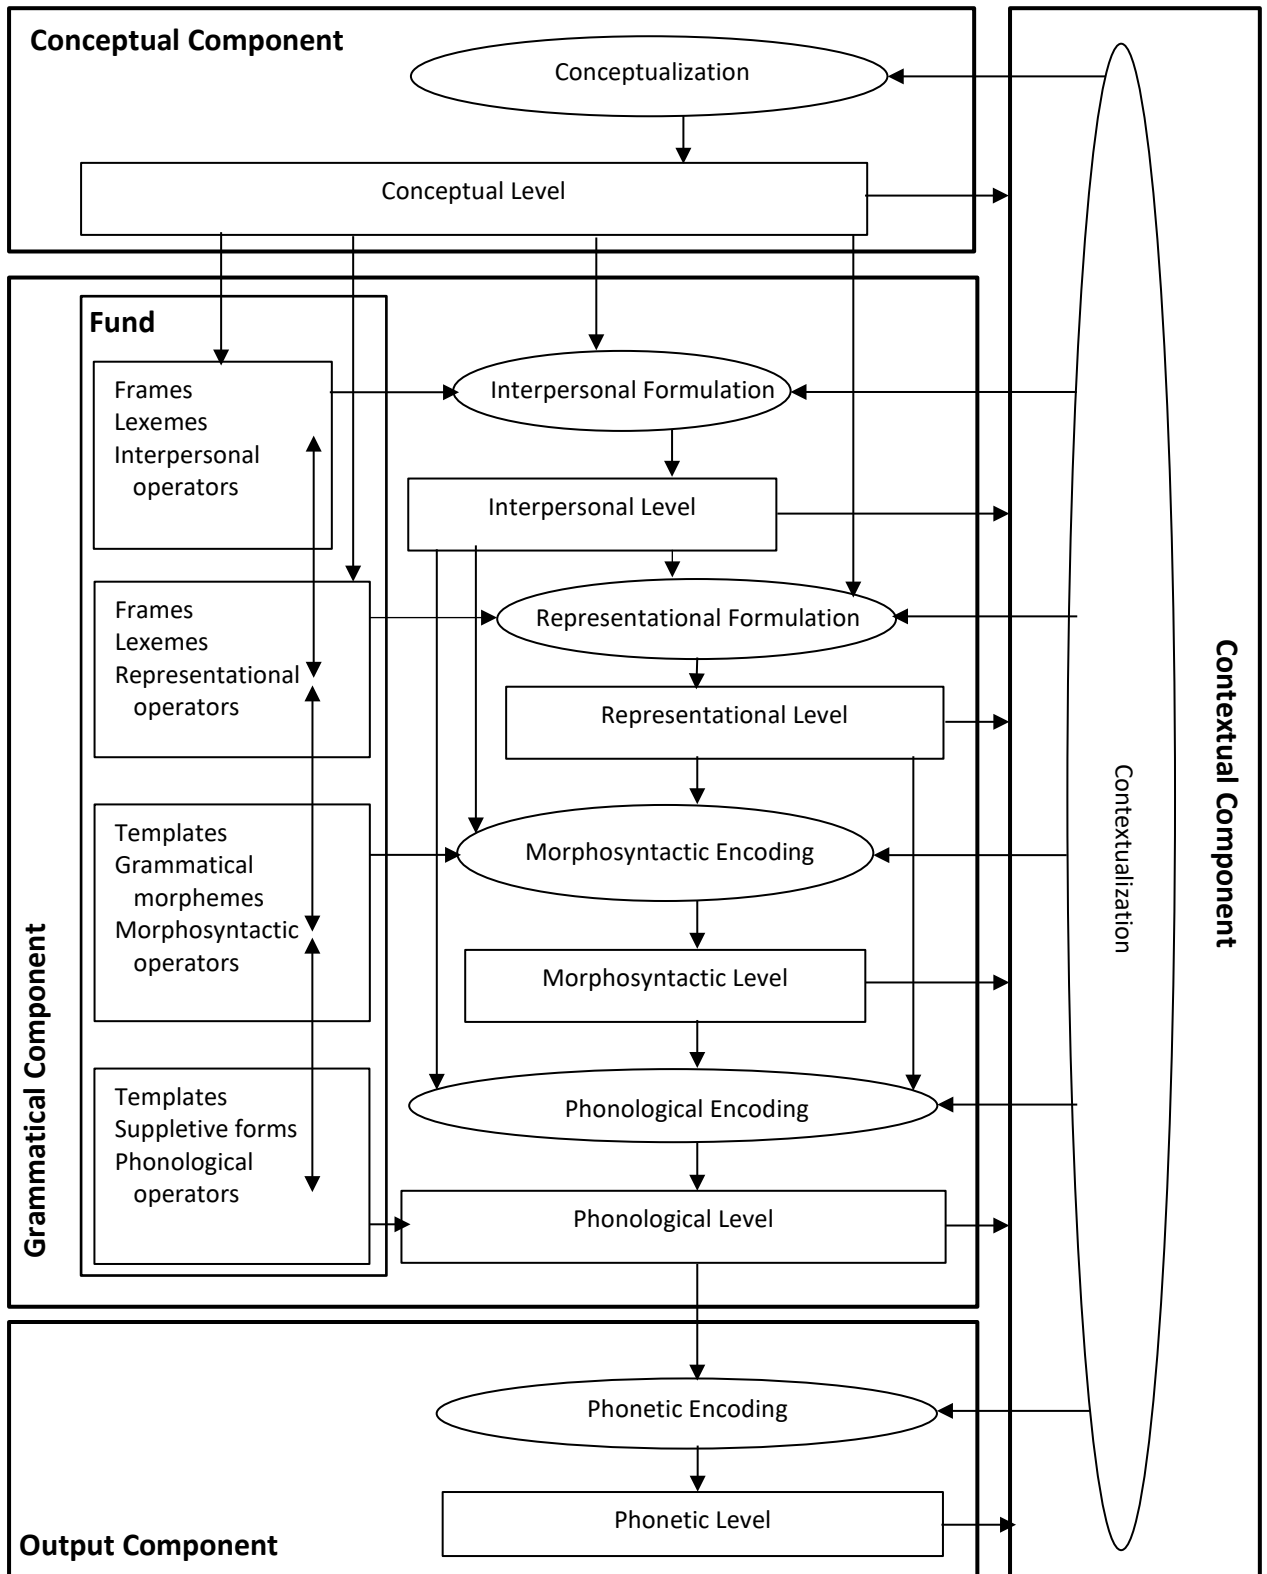 Conceptual Component
Conceptualization
Conceptual Level
Fund
Frames
Lexemes
Interpersonal
operators
Interpersonal Formulation
Interpersonal Level
Frames
Lexemes
Representational
operators
Representational Formulation
Representational Level
Templates
Grammatical
morphemes
Morphosyntactic
operators
Morphosyntactic Encoding
Morphosyntactic Level
Templates
Suppletive forms
Phonological
operators
Phonological Encoding
Phonological Level
Grammatical Component
Phonetic Encoding
Phonetic Level
Output Component
Contextualization
Contextual Component